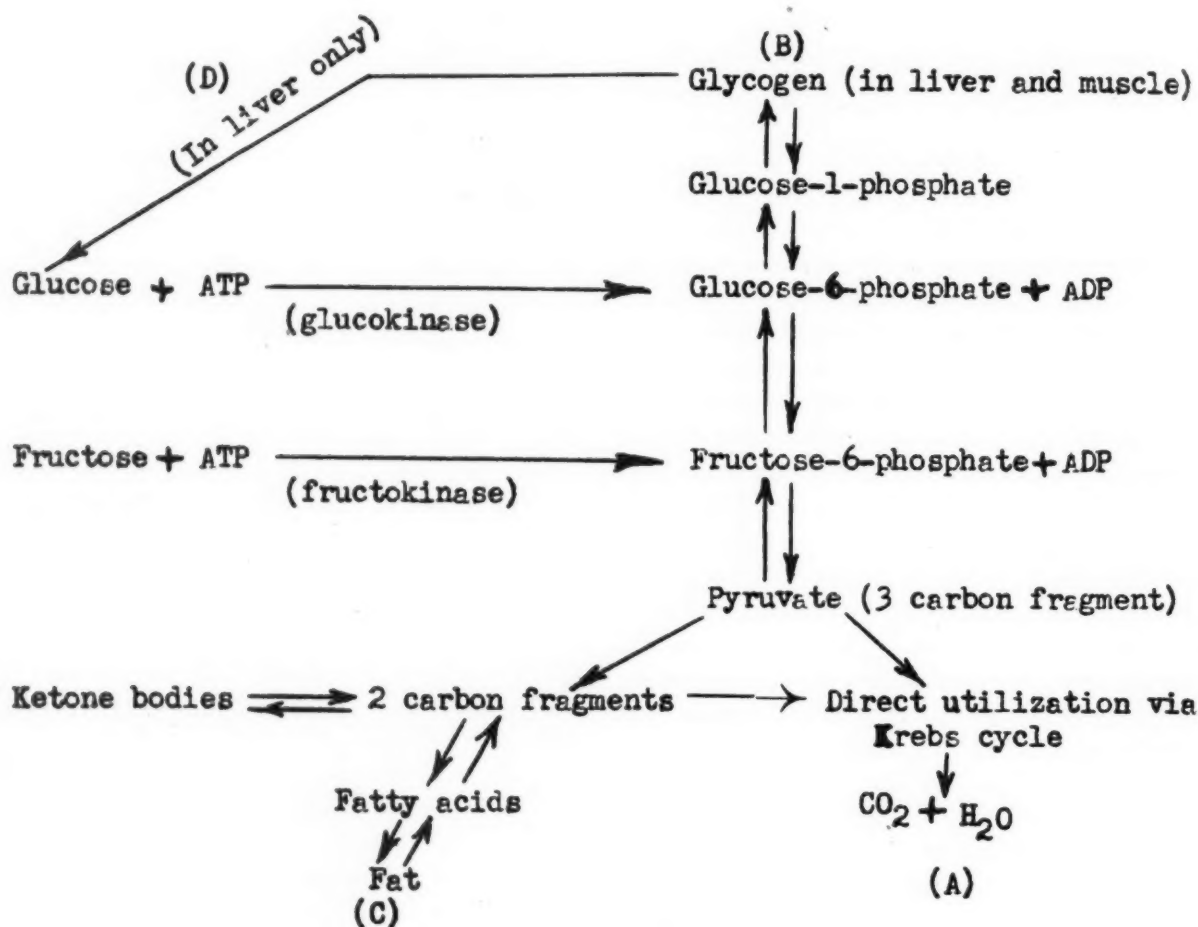 (B)
(D)
Glycogen (in liver and muscle)
(In liver only)
Glucose-1-phosphate
Glucose + ATP
(glucokinase)
Glucose-6-phosphate + ADP
Fructose + ATP
(fructokinase)
Fructose-6-phosphate + ADP
Pyruvate (3 carbon fragment)
Ketone bodies
2 carbon fragments
Direct utilization via
Krebs cycle
Fatty acids
CO2 + H2O
Fat
(C)
(A)